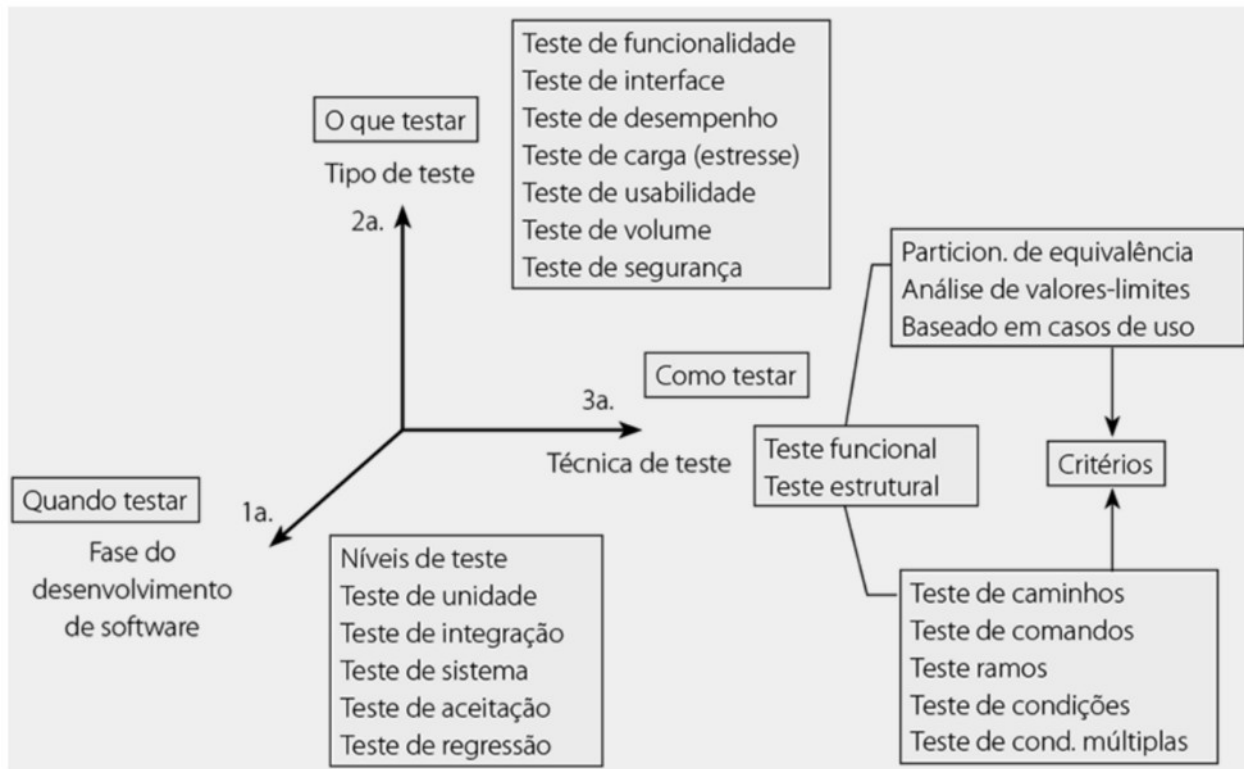 Teste de funcionalidade
Teste de interface
Teste de desempenho
Teste de carga (estresse)
Teste de usabilidade
Teste de volume
Teste de segurança
O que testar
Tipo de teste
2a.
Particion. de equivalência
Análise de valores-limites
Baseado em casos de uso
Como testar
3a.
Técnica de teste
Teste funcional
Teste estrutural
Critérios
Quando testar
1a.
Fase do
desenvolvimento
de software
Níveis de teste
Teste de unidade
Teste de integração
Teste de sistema
Teste de aceitação
Teste de regressão
Teste de caminhos
Teste de comandos
Teste ramos
Teste de condições
Teste de cond. múltiplas